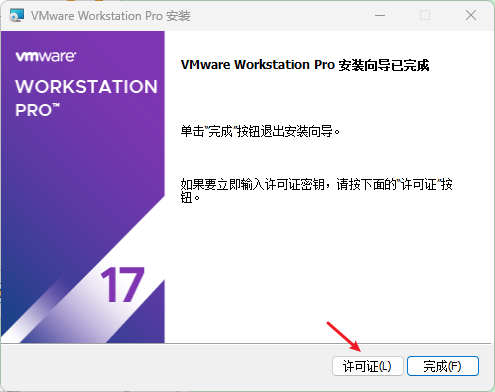 VMware Workstation Pro 安装
vmware
WORKSTATION
PRO™
17
VMware Workstation Pro 安装向导已完成
单击"完成"按钮退出安装向导。
如果要立即输入许可证密钥，请按下面的"许可证"按
钮。
许可证(L)
完成(F)